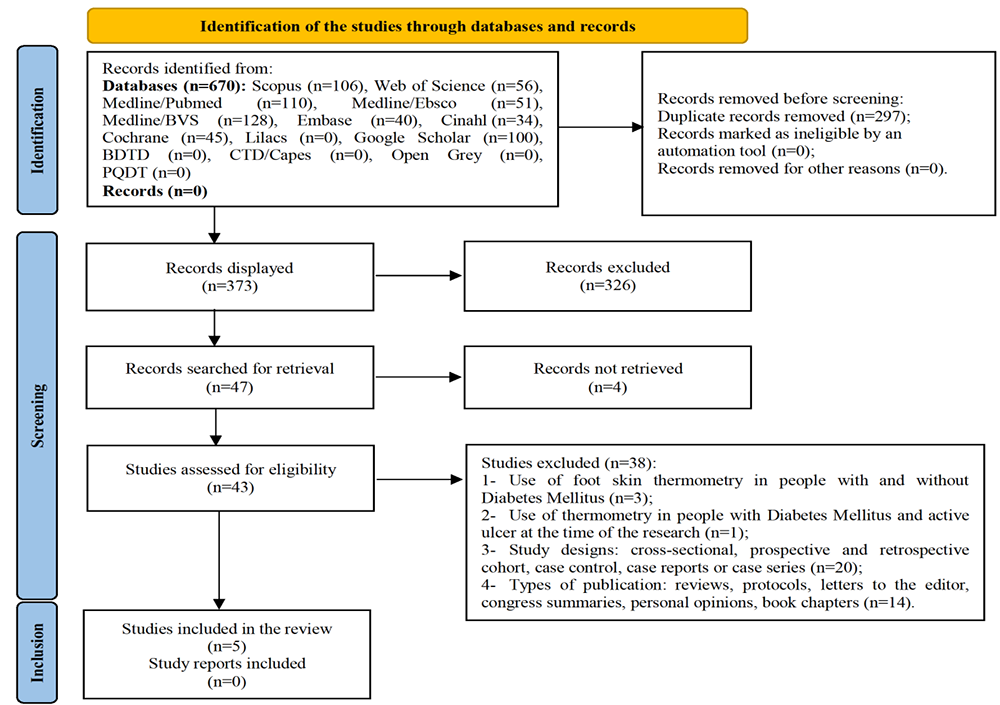 Identification of the studies through databases and records
Identification
Records identified from:
Databases (n=670): Scopus (n=106), Web of Science (n=56),
Medline/Pubmed (n=110), Medline/Ebsco (n=51),
Medline/BVS (n=128), Embase (n=40), Cinahl (n=34),
Cochrane (n=45), Lilacs (n=0), Google Scholar (n=100),
BDTD (n=0), CTD/Capes (n=0), Open Grey (n=0),
PQDT (n=0)
Records (n=0)
Records removed before screening:
Duplicate records removed (n=297);
Records marked as ineligible by an
automation tool (n=0);
Records removed for other reasons (n=0).
Screening
Records displayed
(n=373)
Records excluded
(n=326)
Records searched for retrieval
(n=47)
Records not retrieved
(n=4)
Studies assessed for eligibility
(n=43)
Studies excluded (n=38):
1- Use of foot skin thermometry in people with and without
Diabetes Mellitus (n=3);
2- Use of thermometry in people with Diabetes Mellitus and active
ulcer at the time of the research (n=1);
3- Study designs: cross-sectional, prospective and retrospective
cohort, case control, case reports or case series (n=20);
4- Types of publication: reviews, protocols, letters to the editor,
congress summaries, personal opinions, book chapters (n=14).
Inclusion
Studies included in the review
(n=5)
Study reports included
(n=0)